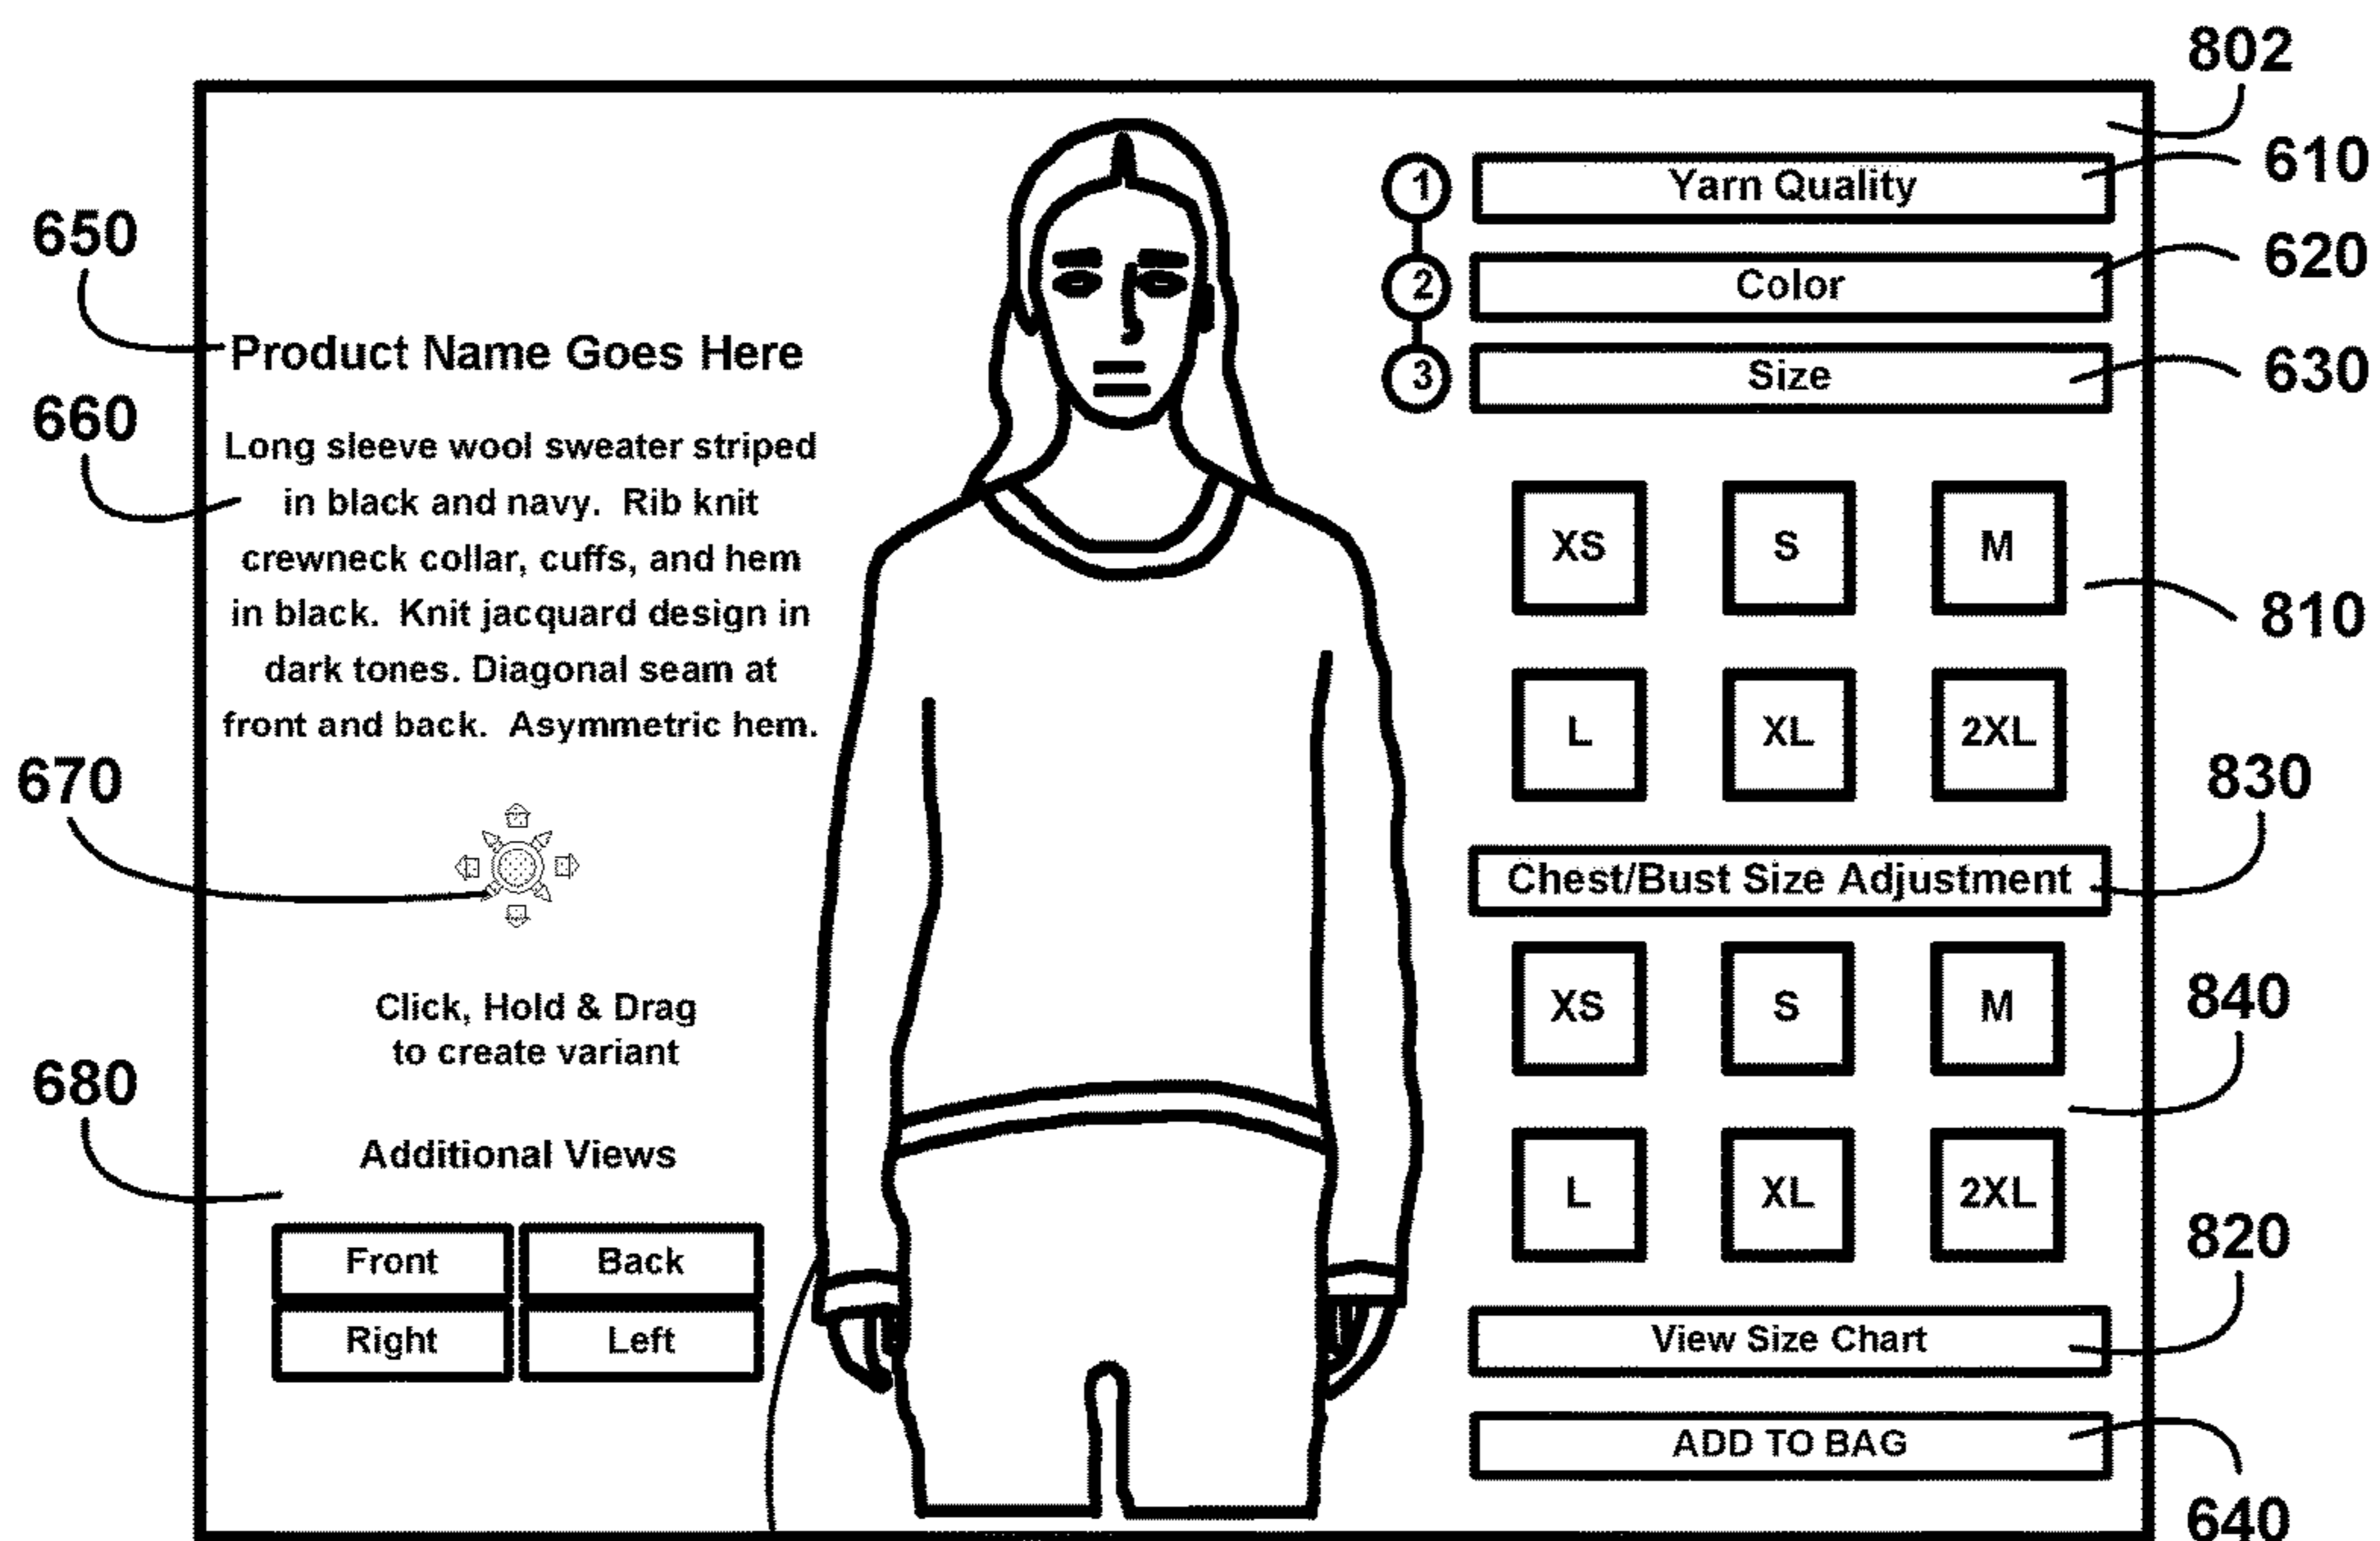 802
1
Yarn Quality
610
2
Color
620
3
Size
630
650
Product Name Goes Here
660
Long sleeve wool sweater striped
in black and navy. Rib knit
crewneck collar, cuffs, and hem
in black. Knit jacquard design in
dark tones. Diagonal seam at
front and back. Asymmetric hem.
670
Click, Hold & Drag
to create variant
680
Additional Views
Front Back
Right Left
XS S M
810
L XL 2XL
830
Chest/Bust Size Adjustment
XS S M
840
L XL 2XL
820
View Size Chart
ADD TO BAG
640